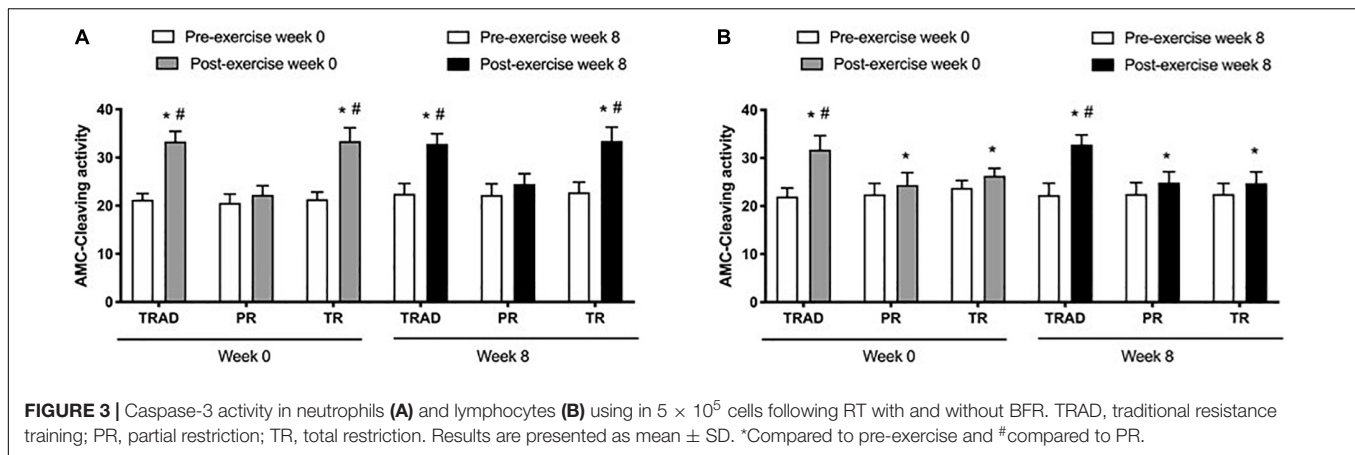 A
Pre-exercise week 0
Pre-exercise week 8
Post-exercise week 0
Post-exercise week 8
AMC-Cleaving activity
40
30
20
10
0
* #
* #
* #
* #
TRAD PR TR TRAD PR TR
Week 0 Week 8
B
Pre-exercise week 0
Pre-exercise week 8
Post-exercise week 0
Post-exercise week 8
AMC-Cleaving activity
40
30
20
10
0
* #
*
*
* #
*
*
TRAD PR TR TRAD PR TR
Week 0 Week 8
FIGURE 3 | Caspase-3 activity in neutrophils (A) and lymphocytes (B) using in 5 × 10⁵ cells following RT with and without BFR. TRAD, traditional resistance
training; PR, partial restriction; TR, total restriction. Results are presented as mean ± SD. *Compared to pre-exercise and #compared to PR.